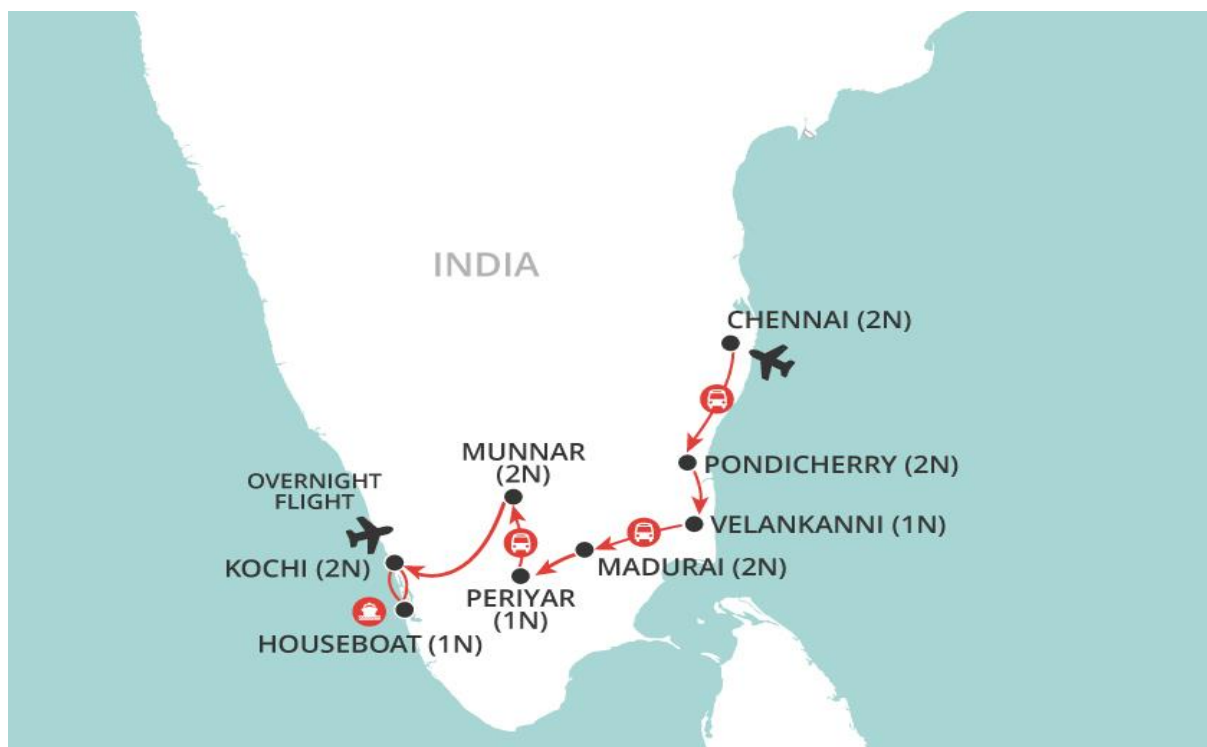 INDIA
CHENNAI (2N)
PONDICHERRY (2N)
VELANKANNI (1N)
MADURAI (2N)
PERIYAR
(1N)
MUNNAR
(2N)
OVERNIGHT
FLIGHT
KOCHI (2N)
HOUSEBOAT (1N)